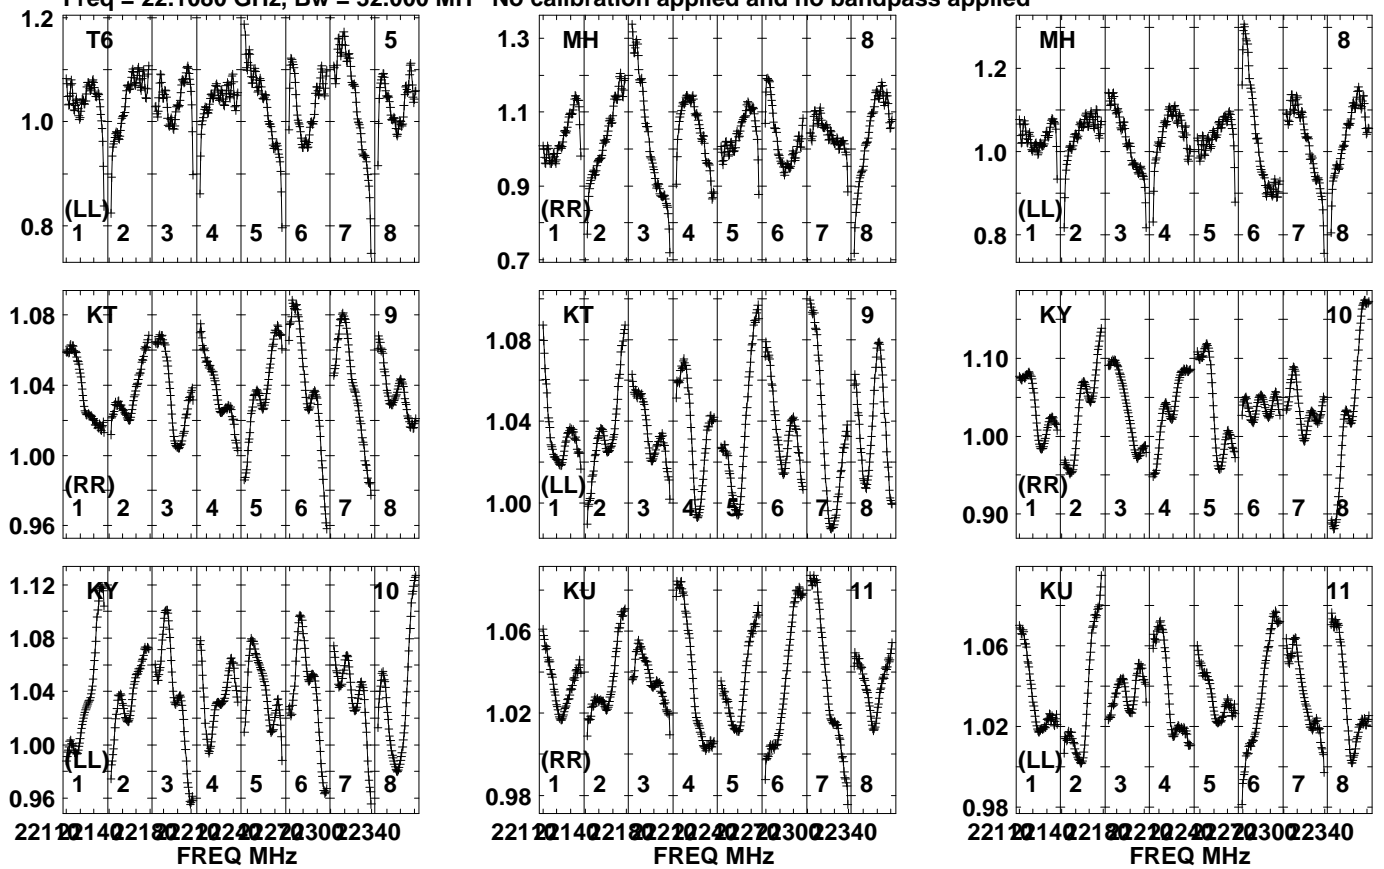 Freq = 22.1080 GHz, Bw = 32.000 MH No calibration applied and no bandpass applied
T6 5
1.2
1.0
0.8
(LL)
1 2 3 4 5 6 7 8
MH 8
1.3
1.1
0.9
0.7
(RR)
1 2 3 4 5 6 7 8
MH 8
1.2
1.0
0.8
(LL)
1 2 3 4 5 6 7 8
KT 9
1.08
1.04
1.00
0.96
(RR)
1 2 3 4 5 6 7 8
KT 9
1.08
1.04
1.00
(LL)
1 2 3 4 5 6 7 8
KY 10
1.10
1.00
0.90
(RR)
1 2 3 4 5 6 7 8
KY 10
1.12
1.08
1.04
1.00
0.96
(LL)
1 2 3 4 5 6 7 8
KU 11
1.06
1.02
0.98
(RR)
1 2 3 4 5 6 7 8
KU 11
1.06
1.02
0.98
(LL)
1 2 3 4 5 6 7 8
22340
FREQ MHz
22340
FREQ MHz
22340
FREQ MHz